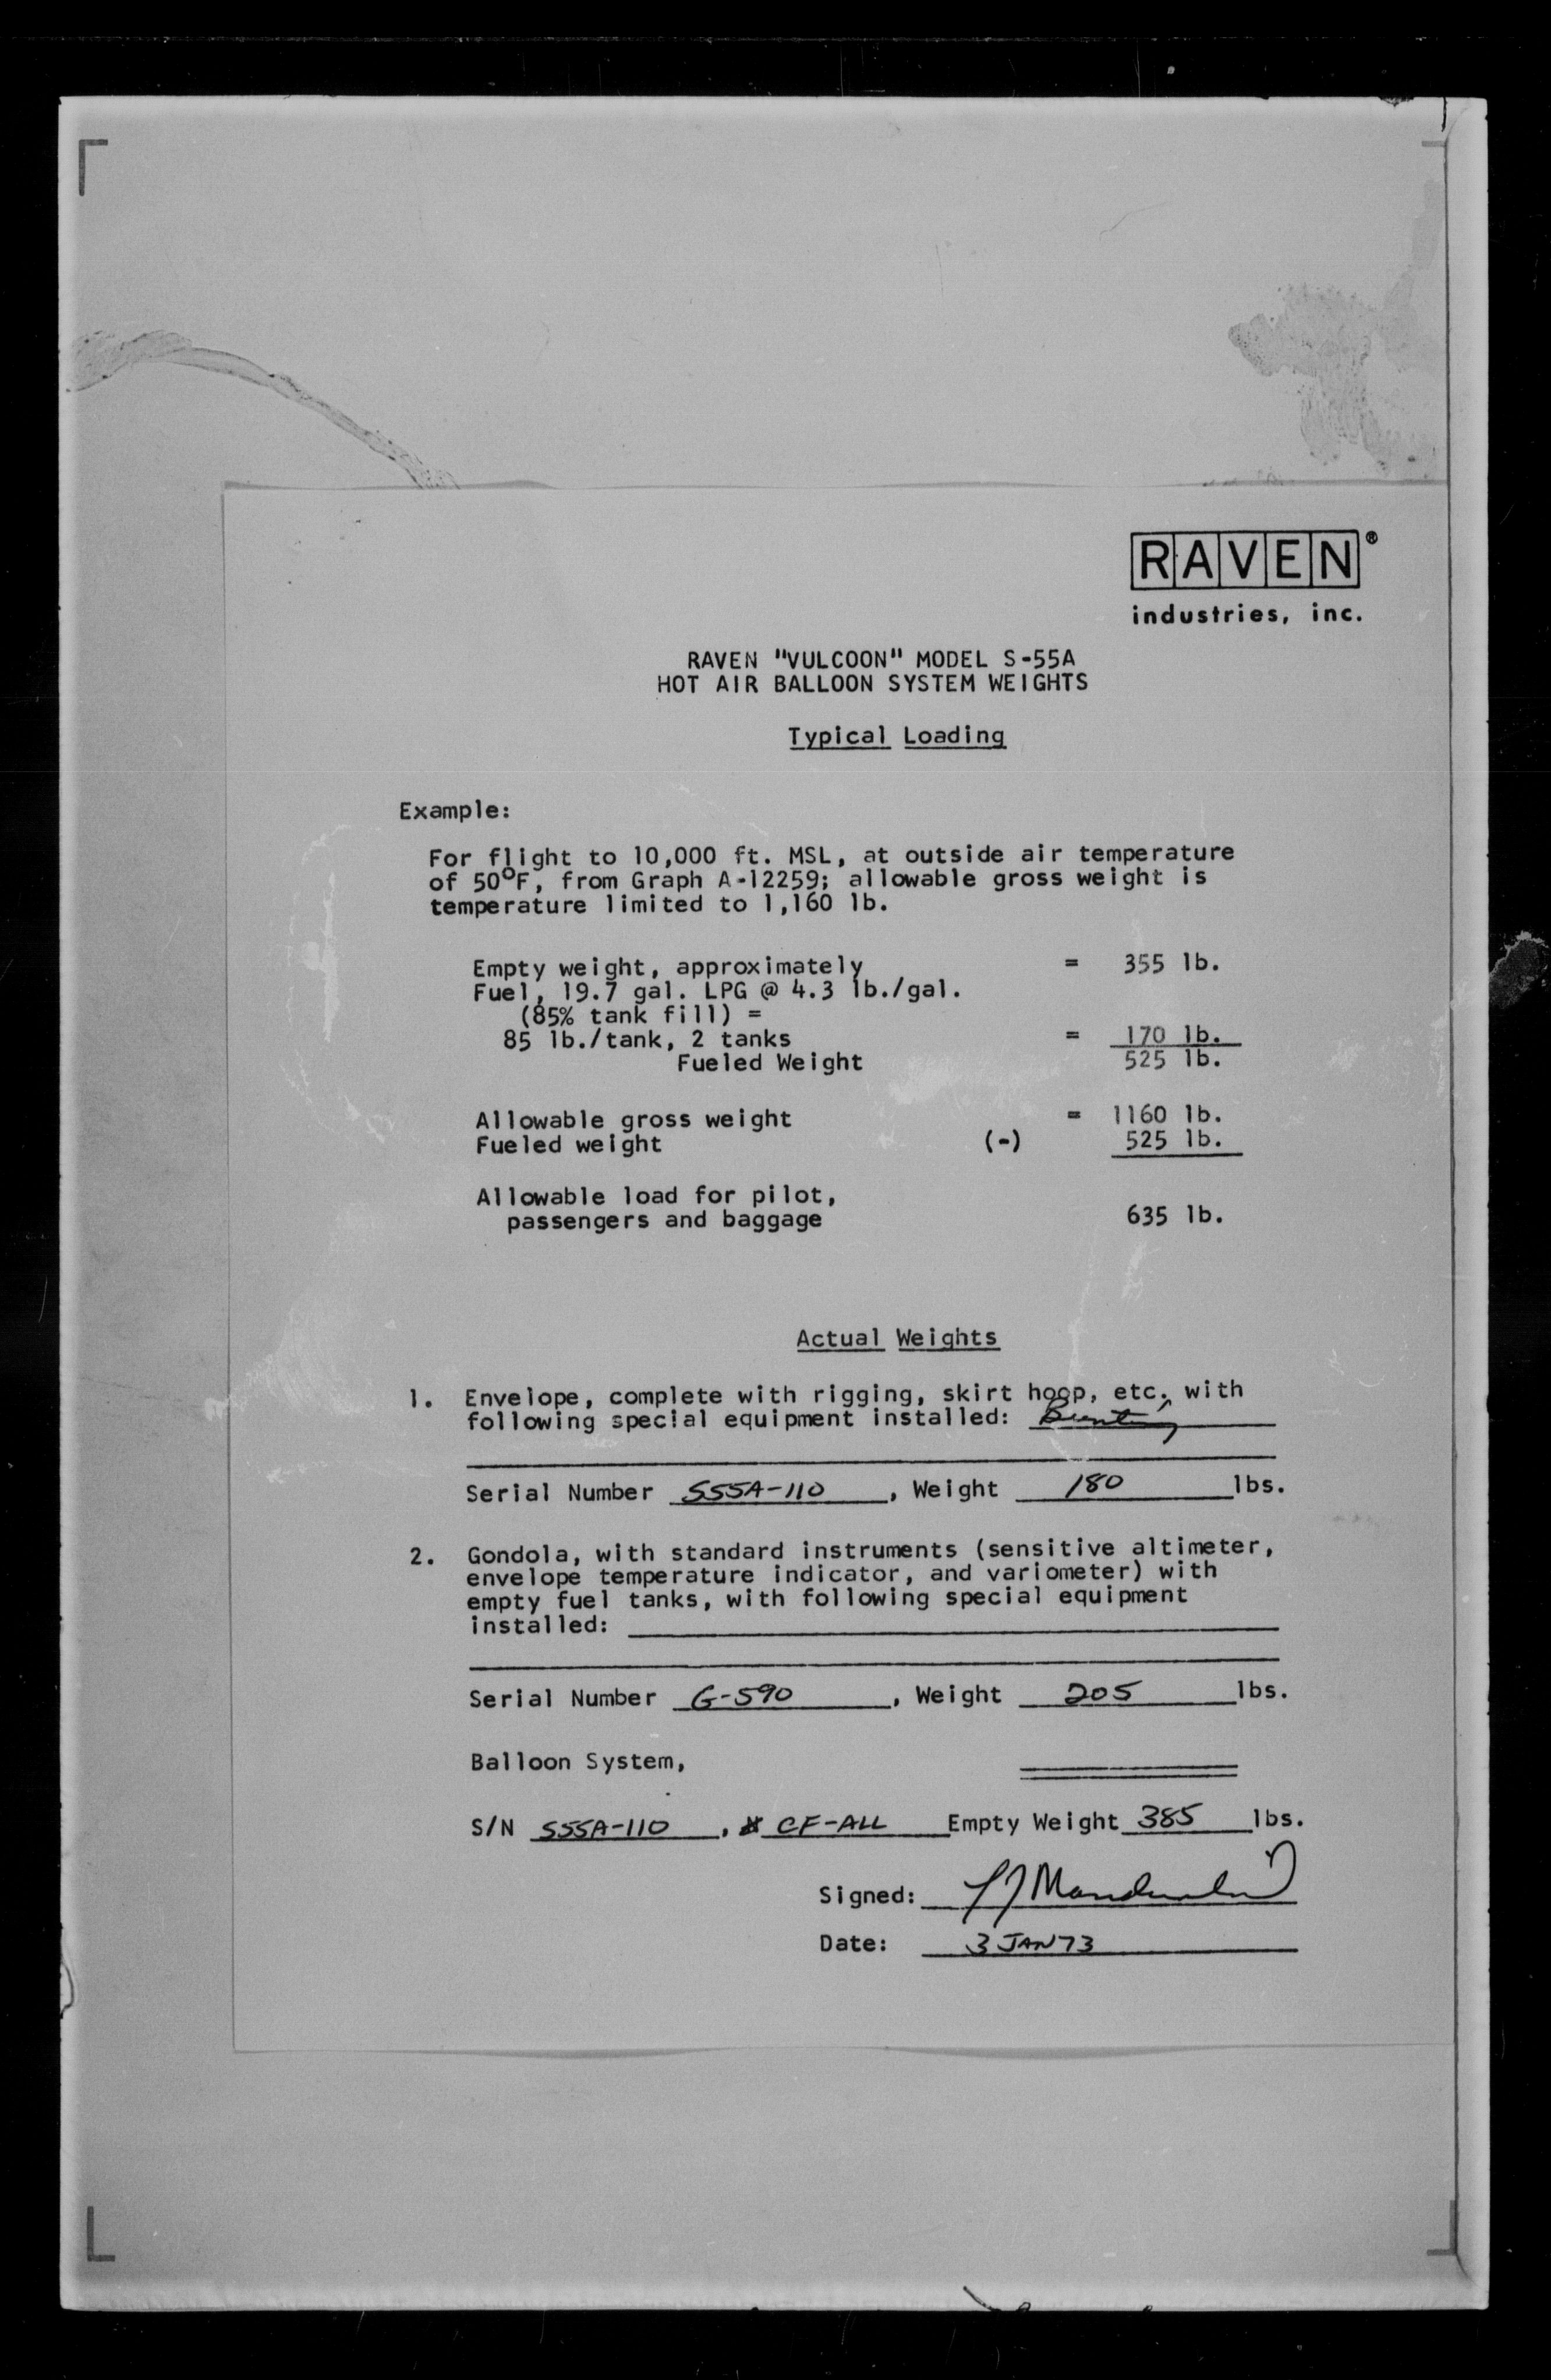 RAVEN®
industries, inc.
RAVEN "VULCOON" MODEL S-55A
HOT AIR BALLOON SYSTEM WEIGHTS
Typical Loading
Example:
For flight to 10,000 ft. MSL, at outside air temperature
of 50°F, from Graph A-12259; allowable gross weight is
temperature limited to 1,160 lb.
Empty weight, approximately = 355 lb.
Fuel, 19.7 gal. LPG @ 4.3 lb./gal.
(85% tank fill) =
85 lb./tank, 2 tanks = 170 lb.
Fueled Weight 525 lb.
Allowable gross weight = 1160 lb.
Fueled weight (-) 525 lb.
Allowable load for pilot,
passengers and baggage 635 lb.
Actual Weights
1. Envelope, complete with rigging, skirt hoop, etc., with
following special equipment installed: Bunting
Serial Number S55A-110, Weight 180 lbs.
2. Gondola, with standard instruments (sensitive altimeter,
envelope temperature indicator, and variometer) with
empty fuel tanks, with following special equipment
installed:
Serial Number G-590, Weight 205 lbs.
Balloon System,
S/N S55A-110, CF-ALL Empty Weight 385 lbs.
Signed:
Date: 3 JAN 73